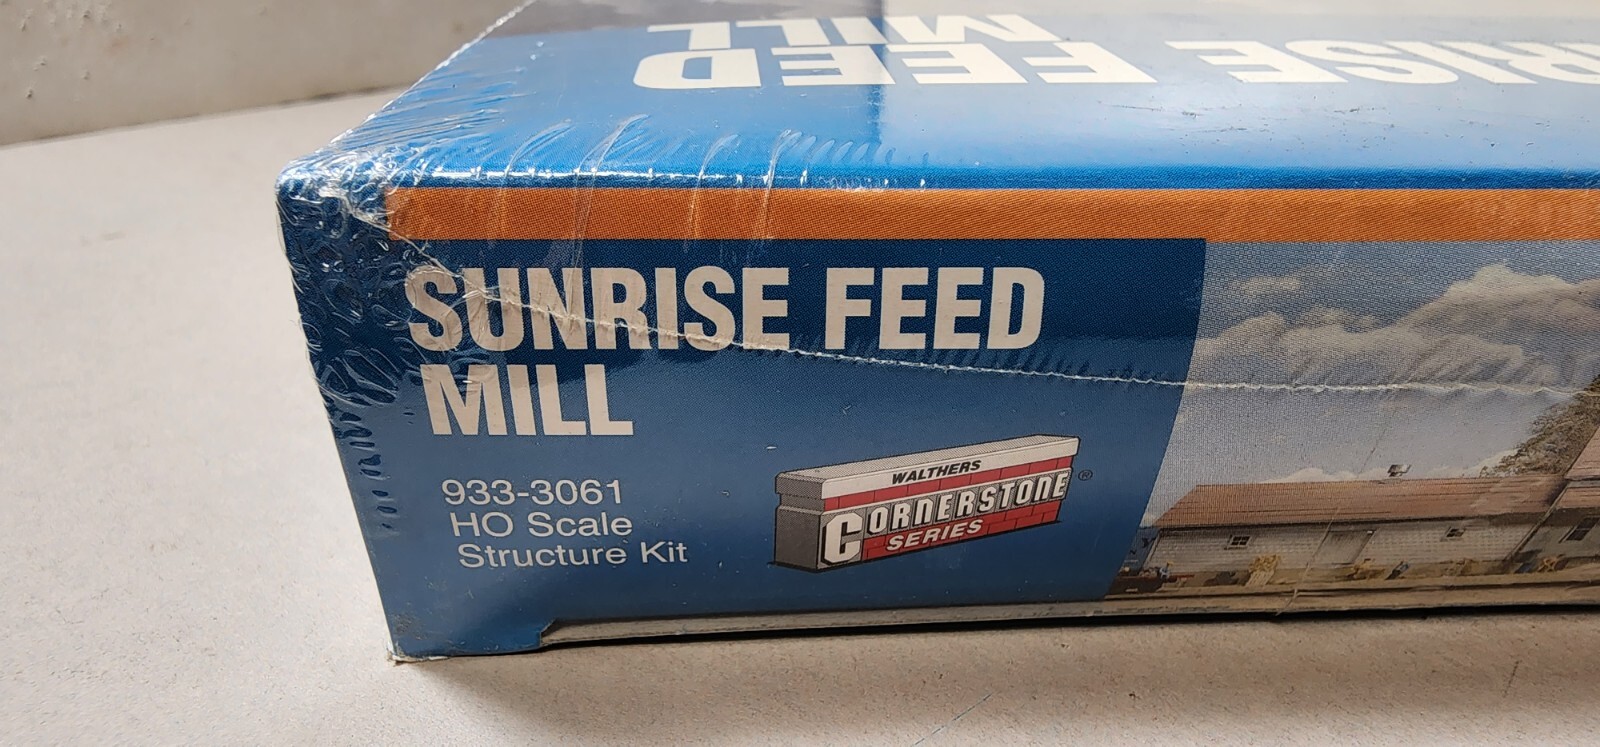 RISE FEED
MILL
SUNRISE FEED
MILL
933-3061
HO Scale
Structure Kit
WALTHERS
CORNERSTONE ®
SERIES